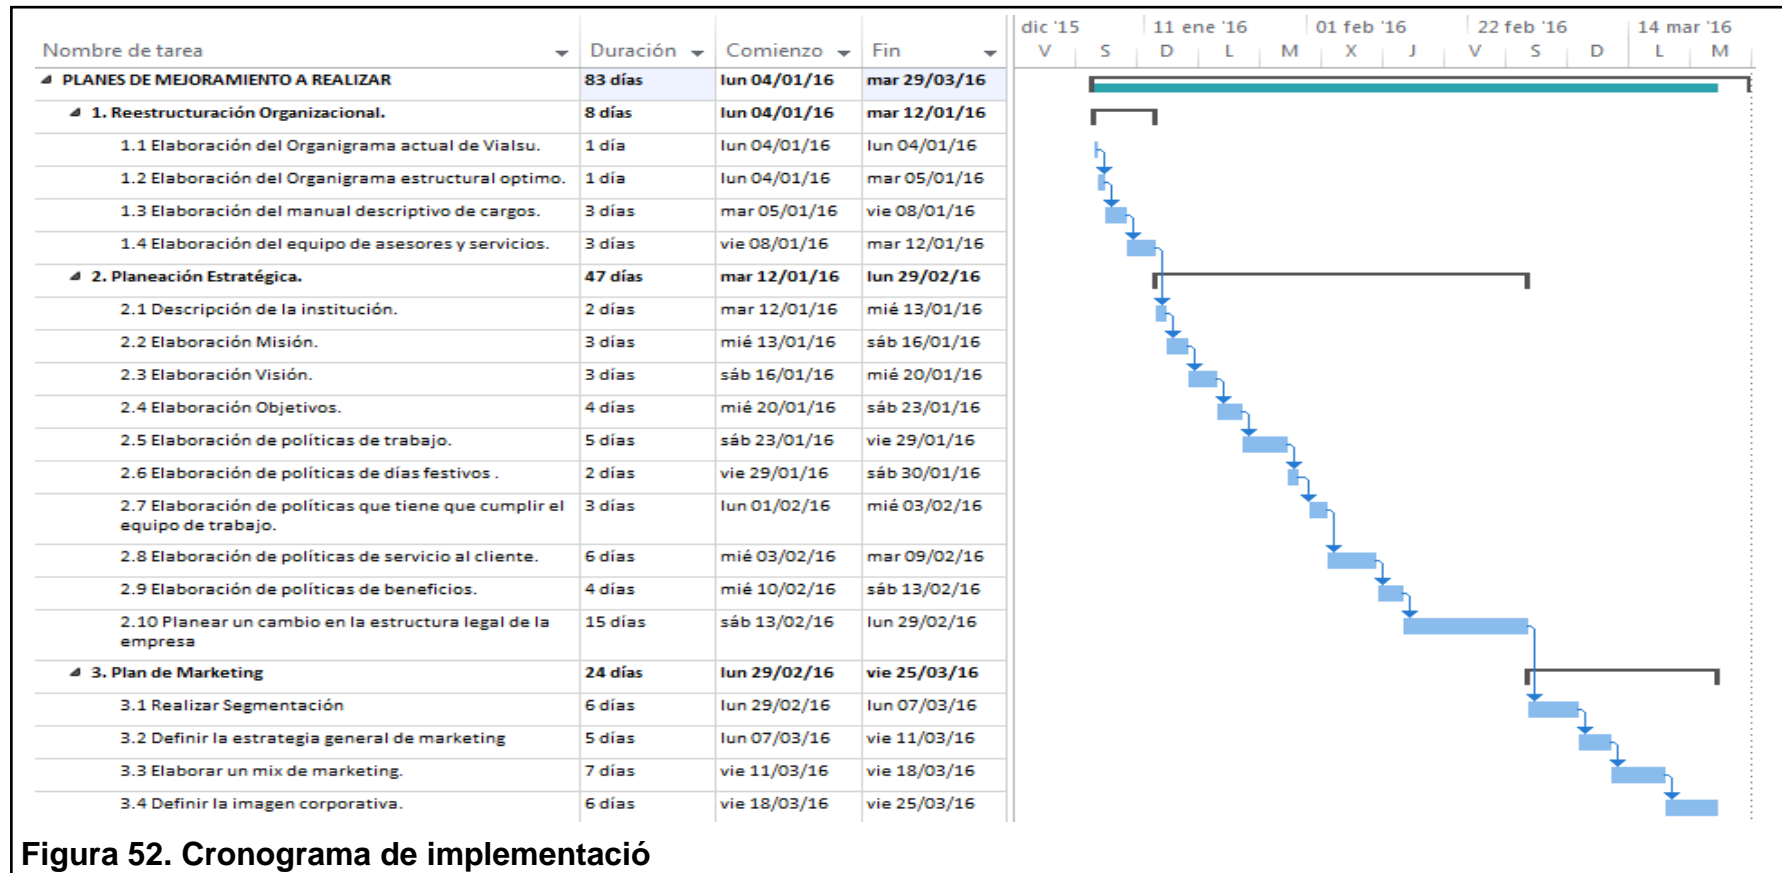 dic '15 11 ene '16 01 feb '16 22 feb '16 14 mar '16
Nombre de tarea Duración Comienzo Fin V S D L M X J V S D L M
PLANES DE MEJORAMIENTO A REALIZAR 83 días lun 04/01/16 mar 29/03/16
1. Reestructuración Organizacional. 8 días lun 04/01/16 mar 12/01/16
1.1 Elaboración del Organigrama actual de Vialsu. 1 día lun 04/01/16 lun 04/01/16
1.2 Elaboración del Organigrama estructural optimo. 1 día lun 04/01/16 mar 05/01/16
1.3 Elaboración del manual descriptivo de cargos. 3 días mar 05/01/16 vie 08/01/16
1.4 Elaboración del equipo de asesores y servicios. 3 días vie 08/01/16 mar 12/01/16
2. Planeación Estratégica. 47 días mar 12/01/16 lun 29/02/16
2.1 Descripción de la institución. 2 días mar 12/01/16 mié 13/01/16
2.2 Elaboración Misión. 3 días mié 13/01/16 sáb 16/01/16
2.3 Elaboración Visión. 3 días sáb 16/01/16 mié 20/01/16
2.4 Elaboración Objetivos. 4 días mié 20/01/16 sáb 23/01/16
2.5 Elaboración de políticas de trabajo. 5 días sáb 23/01/16 vie 29/01/16
2.6 Elaboración de políticas de días festivos . 2 días vie 29/01/16 sáb 30/01/16
2.7 Elaboración de políticas que tiene que cumplir el 3 días lun 01/02/16 mié 03/02/16
equipo de trabajo.
2.8 Elaboración de políticas de servicio al cliente. 6 días mié 03/02/16 mar 09/02/16
2.9 Elaboración de políticas de beneficios. 4 días mié 10/02/16 sáb 13/02/16
2.10 Planear un cambio en la estructura legal de la 15 días sáb 13/02/16 lun 29/02/16
empresa
3. Plan de Marketing 24 días lun 29/02/16 vie 25/03/16
3.1 Realizar Segmentación 6 días lun 29/02/16 lun 07/03/16
3.2 Definir la estrategia general de marketing 5 días lun 07/03/16 vie 11/03/16
3.3 Elaborar un mix de marketing. 7 días vie 11/03/16 vie 18/03/16
3.4 Definir la imagen corporativa. 6 días vie 18/03/16 vie 25/03/16
Figura 52. Cronograma de implementació